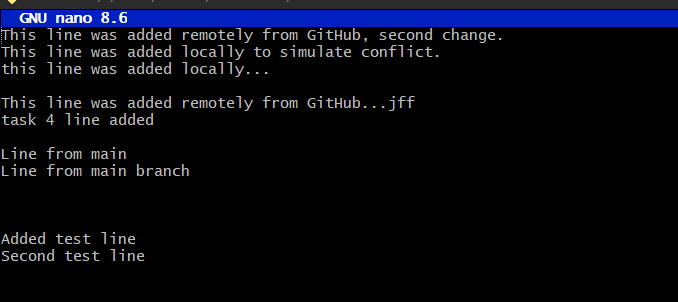 GNU nano 8.6
This line was added remotely from GitHub, second change.
This line was added locally to simulate conflict.
this line was added locally...
This line was added remotely from GitHub...jff
task 4 line added
Line from main
Line from main branch
Added test line
Second test line